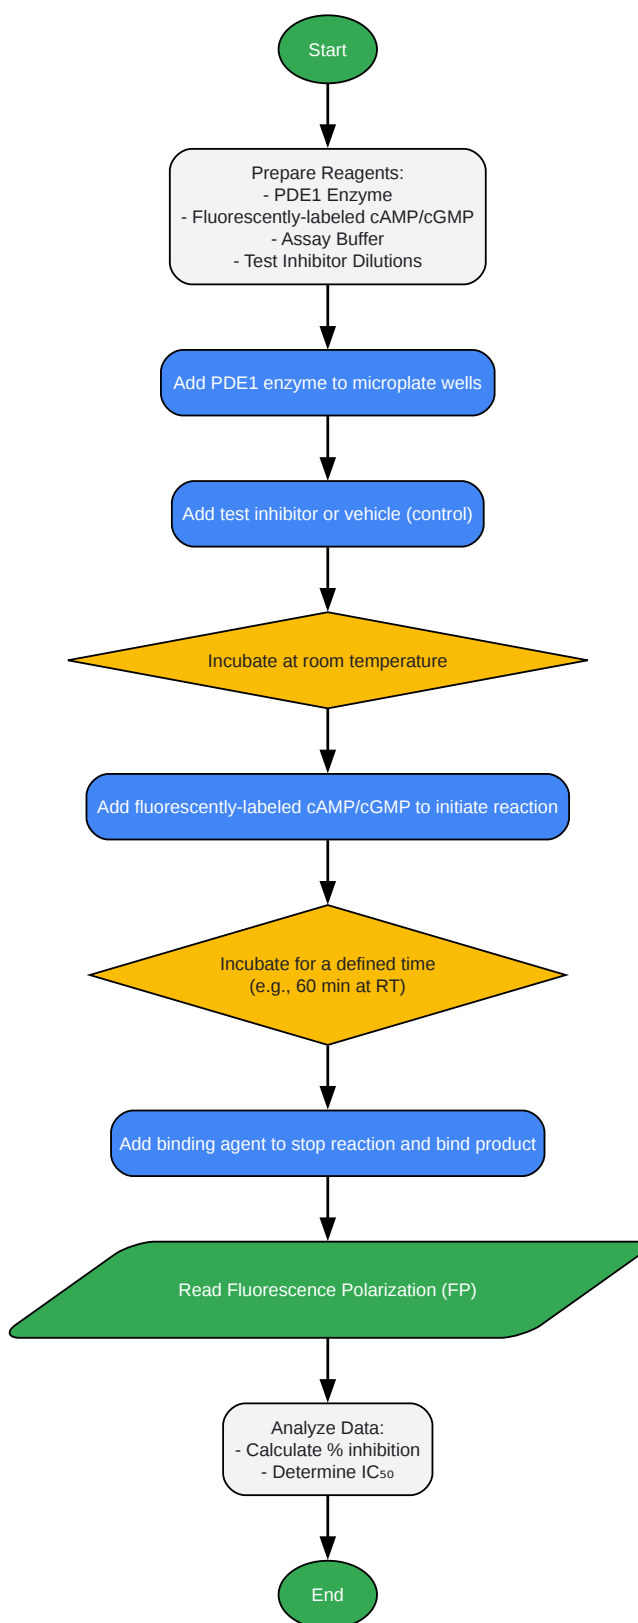 Start
Prepare Reagents:
- PDE1 Enzyme
- Fluorescently-labeled cAMP/cGMP
- Assay Buffer
- Test Inhibitor Dilutions
Add PDE1 enzyme to microplate wells
Add test inhibitor or vehicle (control)
Incubate at room temperature
Add fluorescently-labeled cAMP/cGMP to initiate reaction
Incubate for a defined time
(e.g., 60 min at RT)
Add binding agent to stop reaction and bind product
Read Fluorescence Polarization (FP)
Analyze Data:
- Calculate % inhibition
- Determine IC₅₀
End